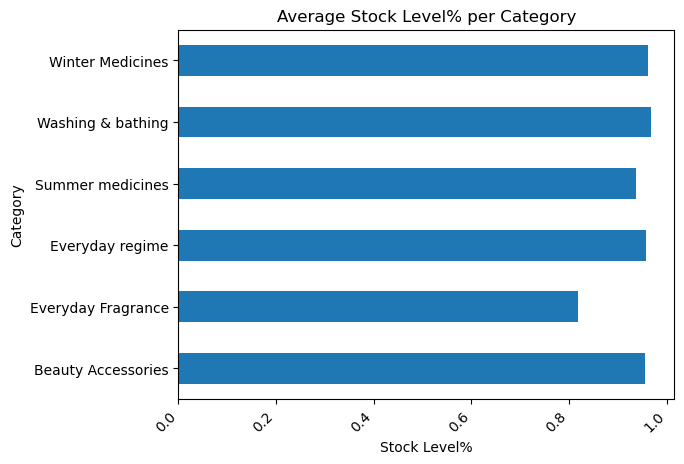 Average Stock Level% per Category
Category
Winter Medicines
Washing & bathing
Summer medicines
Everyday regime
Everyday Fragrance
Beauty Accessories
0.0 0.2 0.4 0.6 0.8 1.0
Stock Level%